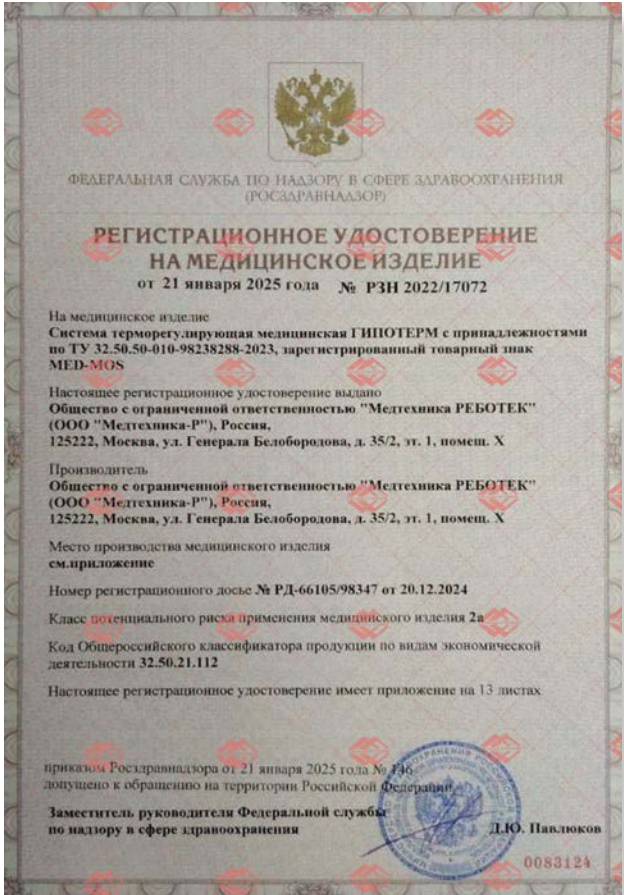 ФЕДЕРАЛЬНАЯ СЛУЖБА ПО НАДЗОРУ В СФЕРЕ ЗДРАВООХРАНЕНИЯ
(РОСЗДРАВНАДЗОР)
РЕГИСТРАЦИОННОЕ УДОСТОВЕРЕНИЕ
НА МЕДИЦИНСКОЕ ИЗДЕЛИЕ
от 21 января 2025 года № РЗН 2022/17072
На медицинское изделие
Система терморегулирующая медицинская ГИПОТЕРМ с принадлежностями
по ТУ 32.50.50-010-98238288-2023, зарегистрированный товарный знак
MED-MOS
Настоящее регистрационное удостоверение выдано
Общество с ограниченной ответственностью "Медтехника РЕБОТЕК"
(ООО "Медтехника-Р"), Россия,
125222, Москва, ул. Генерала Белобородова, д. 35/2, эт. 1, помещ. X
Производитель
Общество с ограниченной ответственностью "Медтехника РЕБОТЕК"
(ООО "Медтехника-Р"), Россия,
125222, Москва, ул. Генерала Белобородова, д. 35/2, эт. 1, помещ. X
Место производства медицинского изделия
см.приложение
Номер регистрационного досье № РД-66105/98347 от 20.12.2024
Класс потенциального риска применения медицинского изделия 2а
Код Общероссийского классификатора продукции по видам экономической
деятельности 32.50.21.112
Настоящее регистрационное удостоверение имеет приложение на 13 листах
приказом Росздравнадзора от 21 января 2025 года № 146
допущено к обращению на территории Российской Федерации.
Заместитель руководителя Федеральной службы
по надзору в сфере здравоохранения
Д.Ю. Павлюков
0083124